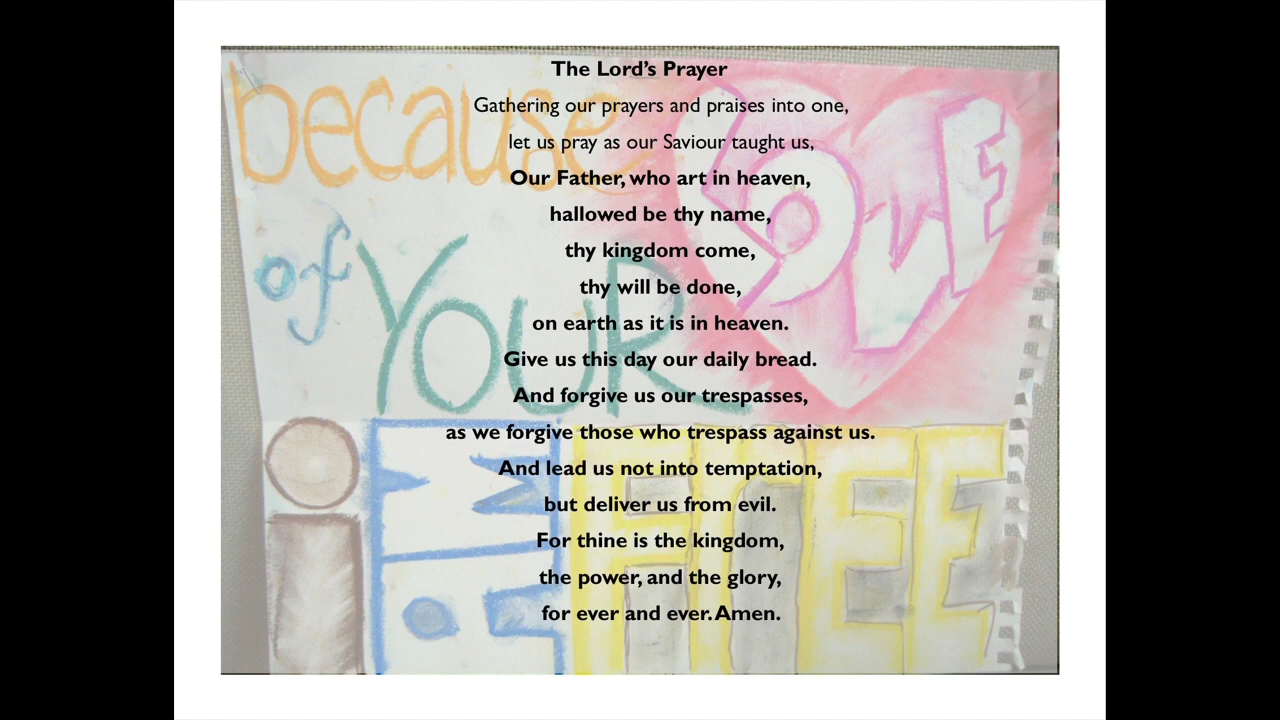 The Lord's Prayer
Gathering our prayers and praises into one,
let us pray as our Saviour taught us,
Our Father, who art in heaven,
hallowed be thy name,
thy kingdom come,
thy will be done,
on earth as it is in heaven.
Give us this day our daily bread.
And forgive us our trespasses,
as we forgive those who trespass against us.
And lead us not into temptation,
but deliver us from evil.
For thine is the kingdom,
the power, and the glory,
for ever and ever. Amen.
because
LOVE
of YOUR
i AM FREE